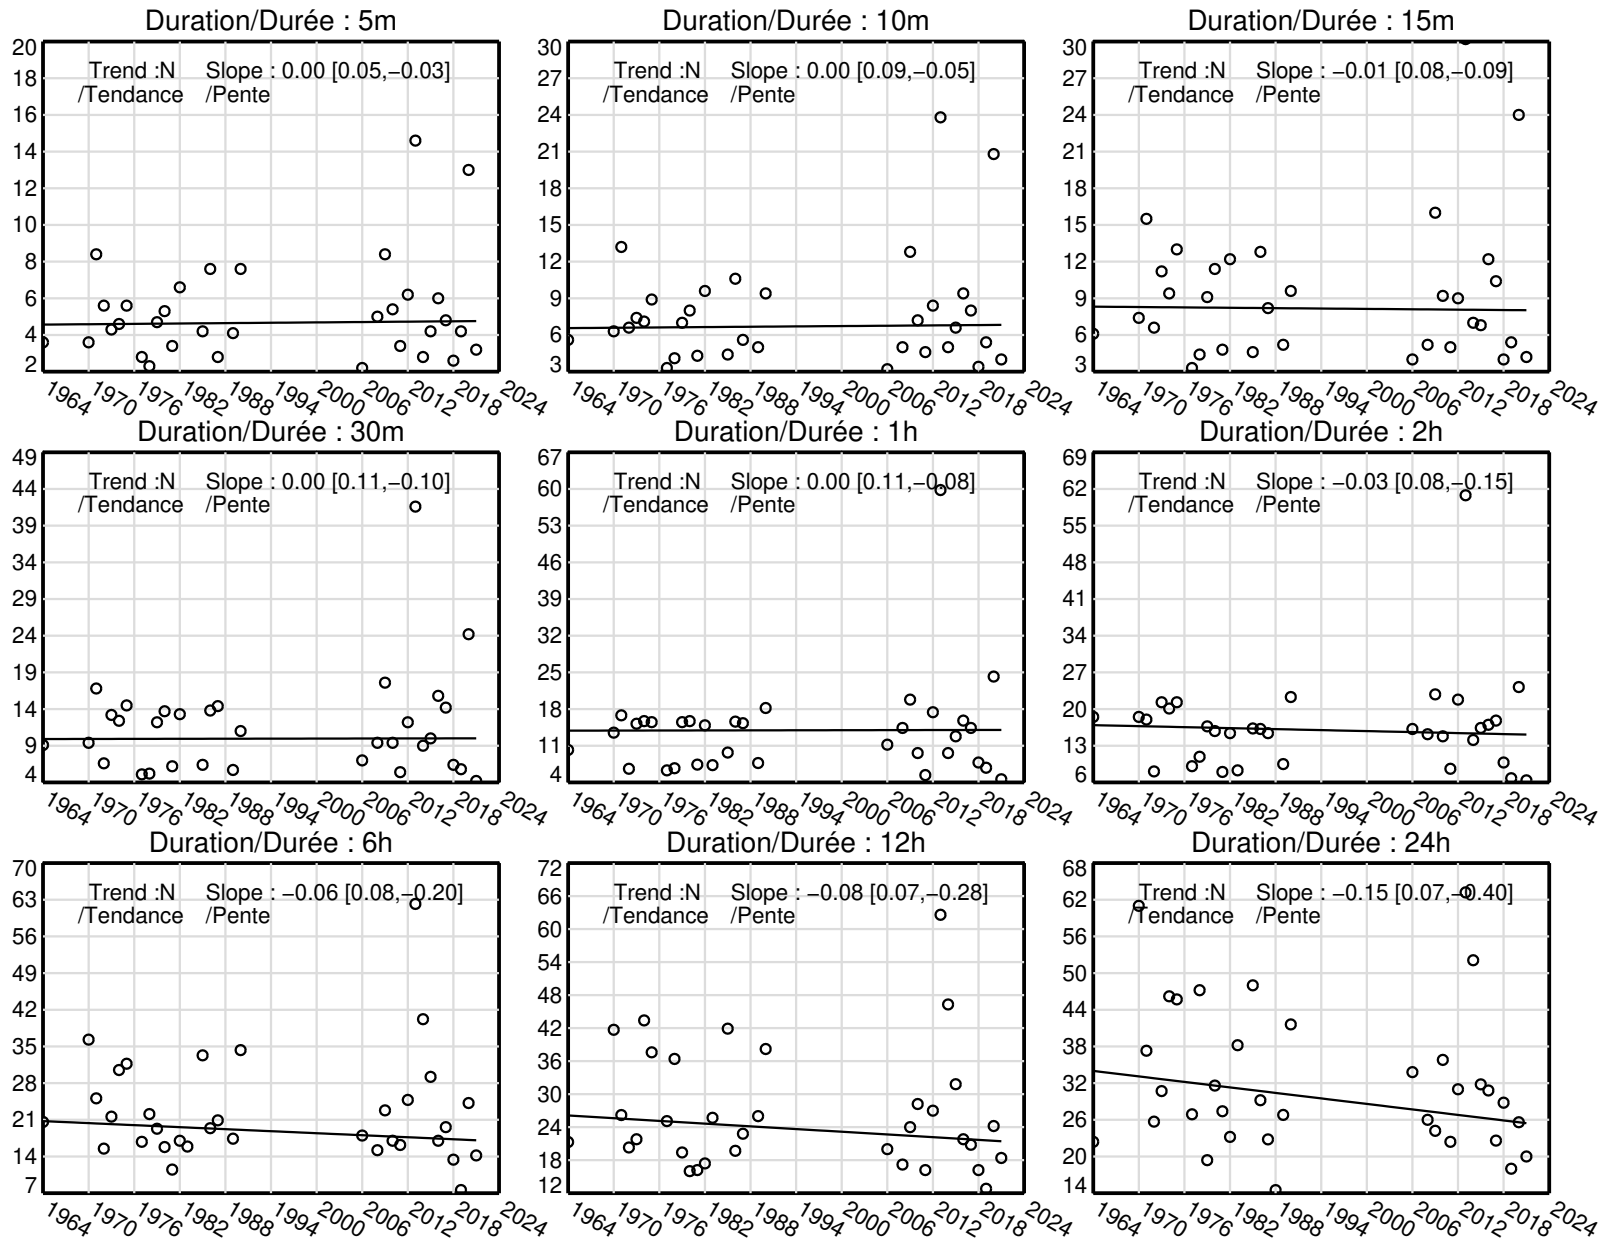 Duration/Durée : 5m
20
18
16
14
12
10
8
6
4
2
Trend :N Slope : 0.00 [0.05,−0.03]
/Tendance /Pente
1964 1970 1976 1982 1988 1994 2000 2006 2012 2018 2024
Duration/Durée : 10m
30
27
24
21
18
15
12
9
6
3
Trend :N Slope : 0.00 [0.09,−0.05]
/Tendance /Pente
1964 1970 1976 1982 1988 1994 2000 2006 2012 2018 2024
Duration/Durée : 15m
30
27
24
21
18
15
12
9
6
3
Trend :N Slope : −0.01 [0.08,−0.09]
/Tendance /Pente
1964 1970 1976 1982 1988 1994 2000 2006 2012 2018 2024
Duration/Durée : 30m
49
44
39
34
29
24
19
14
9
4
Trend :N Slope : 0.00 [0.11,−0.10]
/Tendance /Pente
1964 1970 1976 1982 1988 1994 2000 2006 2012 2018 2024
Duration/Durée : 1h
67
60
53
46
39
32
25
18
11
4
Trend :N Slope : 0.00 [0.11,−0.08]
/Tendance /Pente
1964 1970 1976 1982 1988 1994 2000 2006 2012 2018 2024
Duration/Durée : 2h
69
62
55
48
41
34
27
20
13
6
Trend :N Slope : −0.03 [0.08,−0.15]
/Tendance /Pente
1964 1970 1976 1982 1988 1994 2000 2006 2012 2018 2024
Duration/Durée : 6h
70
63
56
49
42
35
28
21
14
7
Trend :N Slope : −0.06 [0.08,−0.20]
/Tendance /Pente
1964 1970 1976 1982 1988 1994 2000 2006 2012 2018 2024
Duration/Durée : 12h
72
66
60
54
48
42
36
30
24
18
12
Trend :N Slope : −0.08 [0.07,−0.28]
/Tendance /Pente
1964 1970 1976 1982 1988 1994 2000 2006 2012 2018 2024
Duration/Durée : 24h
68
62
56
50
44
38
32
26
20
14
Trend :N Slope : −0.15 [0.07,−0.40]
/Tendance /Pente
1964 1970 1976 1982 1988 1994 2000 2006 2012 2018 2024